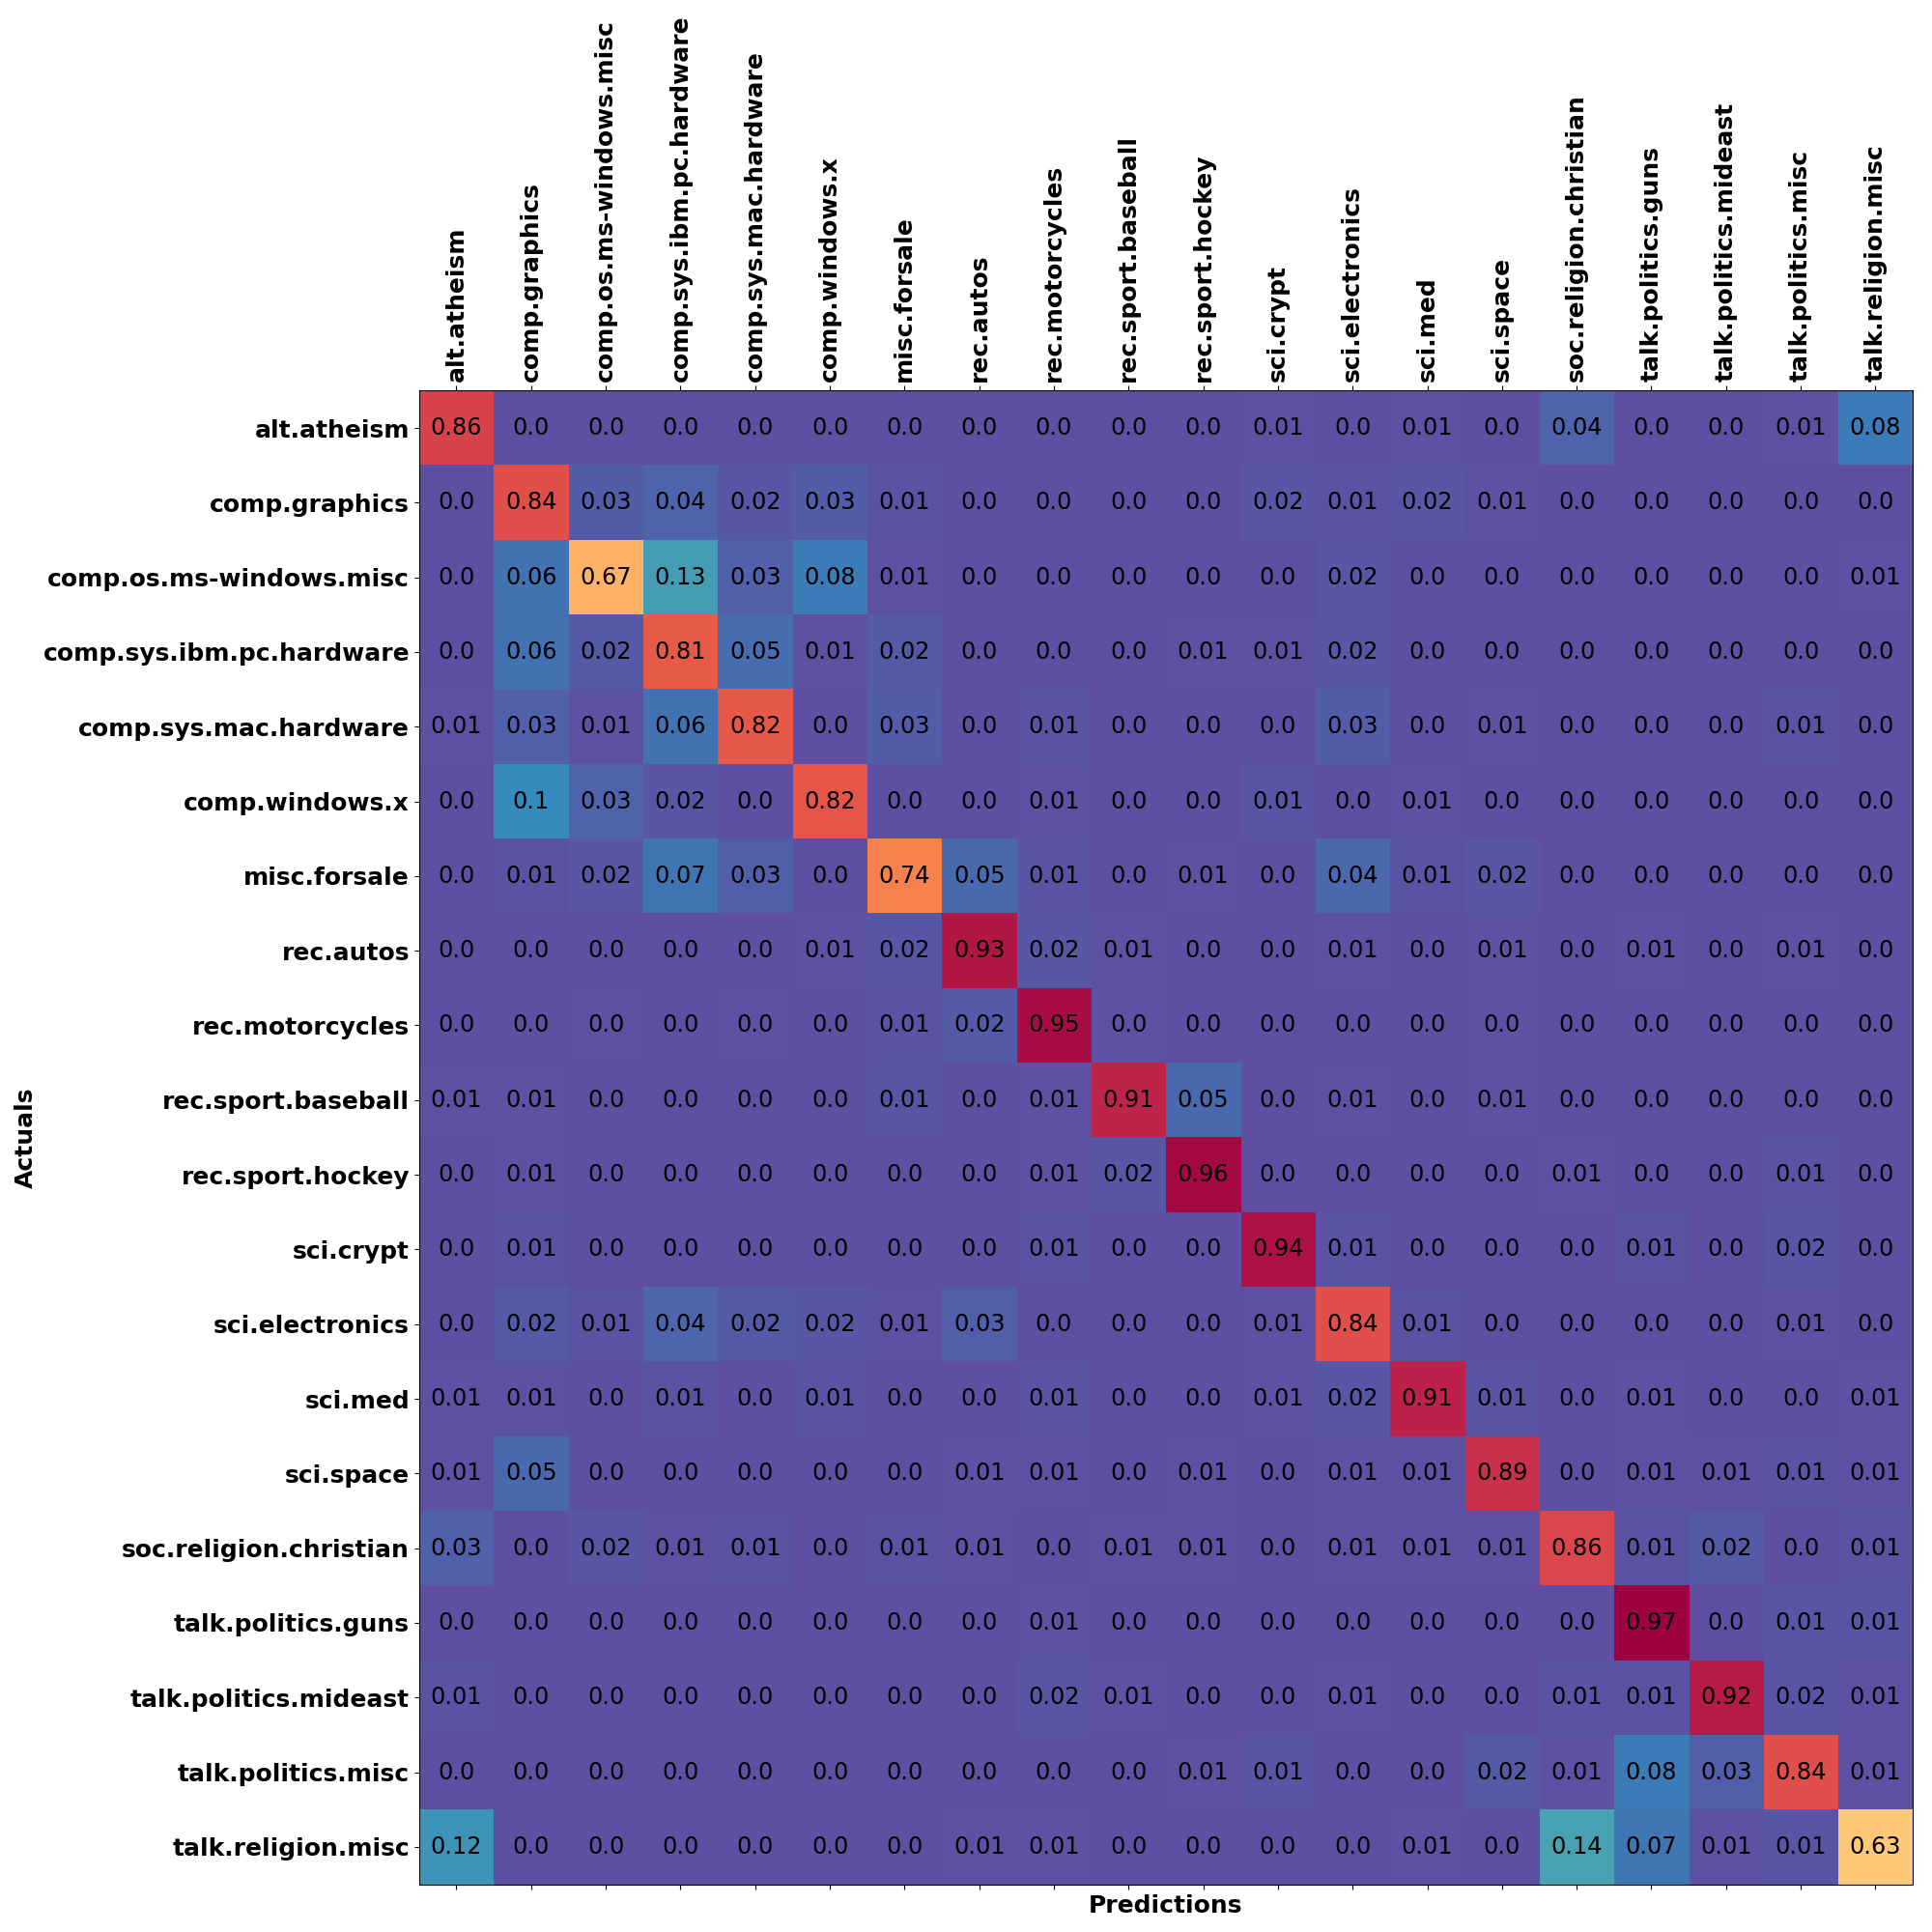 alt.atheism
comp.graphics
comp.os.ms-windows.misc
comp.sys.ibm.pc.hardware
comp.sys.mac.hardware
comp.windows.x
misc.forsale
rec.autos
rec.motorcycles
rec.sport.baseball
rec.sport.hockey
sci.crypt
sci.electronics
sci.med
sci.space
soc.religion.christian
talk.politics.guns
talk.politics.mideast
talk.politics.misc
talk.religion.misc
Actuals
alt.atheism 0.86 0.0 0.0 0.0 0.0 0.0 0.0 0.0 0.0 0.0 0.0 0.01 0.0 0.01 0.0 0.04 0.0 0.0 0.01 0.08
comp.graphics 0.0 0.84 0.03 0.04 0.02 0.03 0.01 0.0 0.0 0.0 0.0 0.02 0.01 0.02 0.01 0.0 0.0 0.0 0.0 0.0
comp.os.ms-windows.misc 0.0 0.06 0.67 0.13 0.03 0.08 0.01 0.0 0.0 0.0 0.0 0.0 0.02 0.0 0.0 0.0 0.0 0.0 0.0 0.01
comp.sys.ibm.pc.hardware 0.0 0.06 0.02 0.81 0.05 0.01 0.02 0.0 0.0 0.0 0.01 0.01 0.02 0.0 0.0 0.0 0.0 0.0 0.0 0.0
comp.sys.mac.hardware 0.01 0.03 0.01 0.06 0.82 0.0 0.03 0.0 0.01 0.0 0.0 0.0 0.03 0.0 0.01 0.0 0.0 0.0 0.01 0.0
comp.windows.x 0.0 0.1 0.03 0.02 0.0 0.82 0.0 0.0 0.01 0.0 0.0 0.01 0.0 0.01 0.0 0.0 0.0 0.0 0.0 0.0
misc.forsale 0.0 0.01 0.02 0.07 0.03 0.0 0.74 0.05 0.01 0.0 0.01 0.0 0.04 0.01 0.02 0.0 0.0 0.0 0.0 0.0
rec.autos 0.0 0.0 0.0 0.0 0.0 0.01 0.02 0.93 0.02 0.01 0.0 0.0 0.01 0.0 0.01 0.0 0.01 0.0 0.01 0.0
rec.motorcycles 0.0 0.0 0.0 0.0 0.0 0.0 0.01 0.02 0.95 0.0 0.0 0.0 0.0 0.0 0.0 0.0 0.0 0.0 0.0 0.0
rec.sport.baseball 0.01 0.01 0.0 0.0 0.0 0.0 0.01 0.0 0.01 0.91 0.05 0.0 0.01 0.0 0.01 0.0 0.0 0.0 0.0 0.0
rec.sport.hockey 0.0 0.01 0.0 0.0 0.0 0.0 0.0 0.0 0.01 0.02 0.96 0.0 0.0 0.0 0.0 0.01 0.0 0.0 0.01 0.0
sci.crypt 0.0 0.01 0.0 0.0 0.0 0.0 0.0 0.0 0.01 0.0 0.0 0.94 0.01 0.0 0.0 0.0 0.01 0.0 0.02 0.0
sci.electronics 0.0 0.02 0.01 0.04 0.02 0.02 0.01 0.03 0.0 0.0 0.0 0.01 0.84 0.01 0.0 0.0 0.0 0.0 0.01 0.0
sci.med 0.01 0.01 0.0 0.01 0.0 0.01 0.0 0.0 0.01 0.0 0.0 0.01 0.02 0.91 0.01 0.0 0.01 0.0 0.0 0.01
sci.space 0.01 0.05 0.0 0.0 0.0 0.0 0.0 0.01 0.01 0.0 0.01 0.0 0.01 0.01 0.89 0.0 0.01 0.01 0.01 0.01
soc.religion.christian 0.03 0.0 0.02 0.01 0.01 0.0 0.01 0.01 0.0 0.01 0.01 0.0 0.01 0.01 0.01 0.86 0.01 0.02 0.0 0.01
talk.politics.guns 0.0 0.0 0.0 0.0 0.0 0.0 0.0 0.0 0.01 0.0 0.0 0.0 0.0 0.0 0.0 0.0 0.97 0.0 0.01 0.01
talk.politics.mideast 0.01 0.0 0.0 0.0 0.0 0.0 0.0 0.0 0.02 0.01 0.0 0.0 0.01 0.0 0.0 0.01 0.01 0.92 0.02 0.01
talk.politics.misc 0.0 0.0 0.0 0.0 0.0 0.0 0.0 0.0 0.0 0.0 0.01 0.01 0.0 0.0 0.02 0.01 0.08 0.03 0.84 0.01
talk.religion.misc 0.12 0.0 0.0 0.0 0.0 0.0 0.0 0.01 0.01 0.0 0.0 0.0 0.0 0.01 0.0 0.14 0.07 0.01 0.01 0.63
Predictions